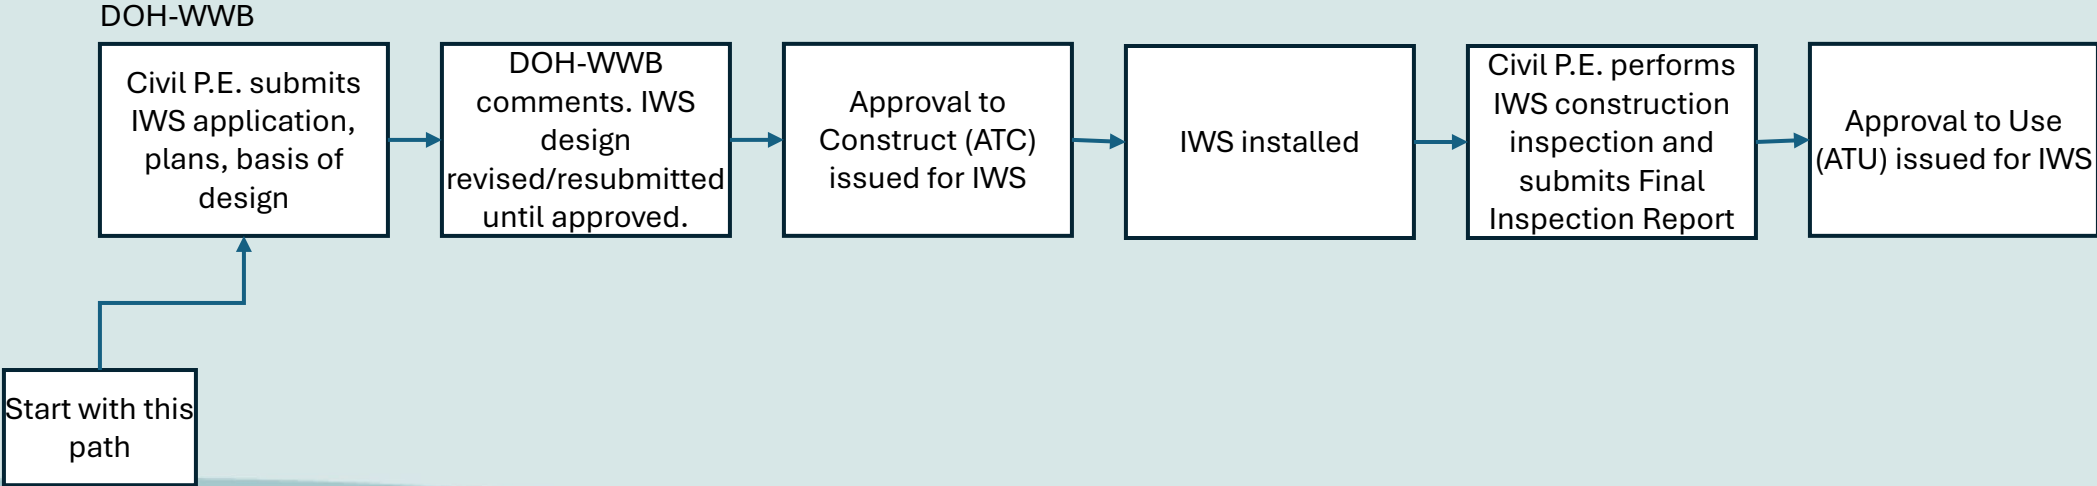 DOH-WWB
Civil P.E. submits
IWS application,
plans, basis of
design
DOH-WWB
comments. IWS
design
revised/resubmitted
until approved.
Approval to
Construct (ATC)
issued for IWS
IWS installed
Civil P.E. performs
IWS construction
inspection and
submits Final
Inspection Report
Approval to Use
(ATU) issued for IWS
Start with this
path